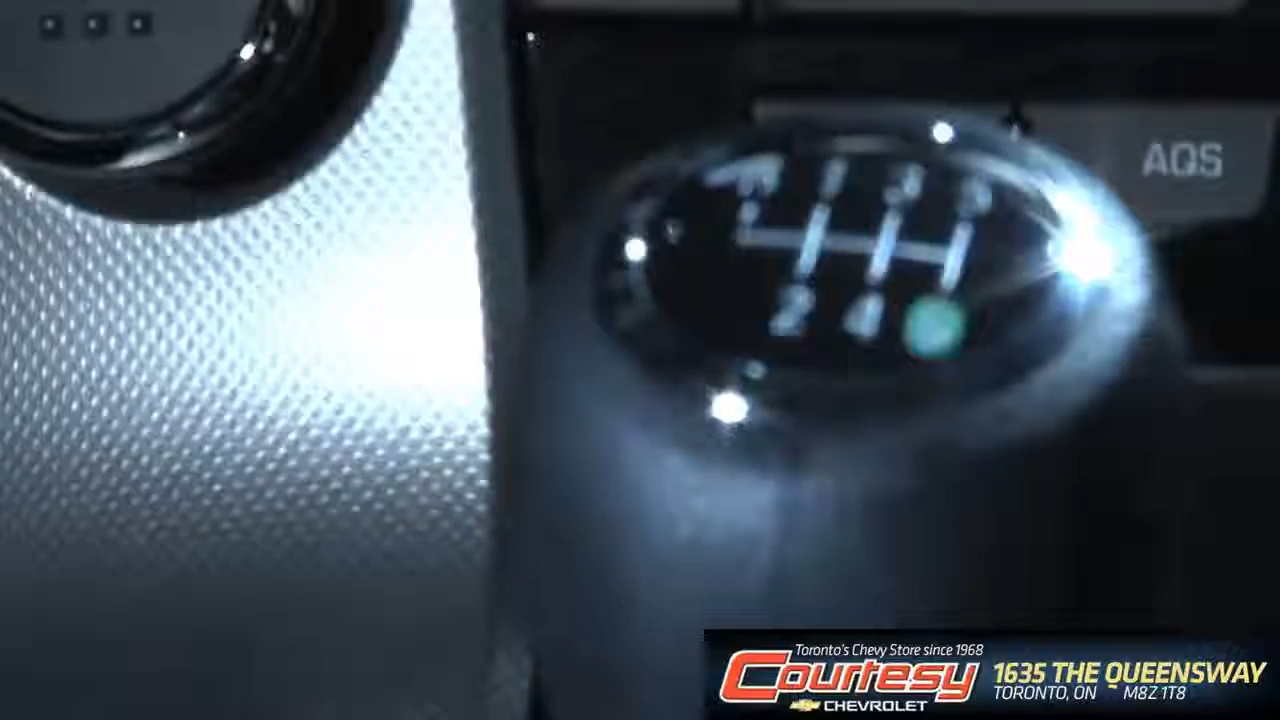 AQS
1 3 5
2 4
Toronto's Chevy Store since 1968
Courtesy
CHEVROLET
1635 THE QUEENSWAY
TORONTO, ON M8Z 1T8